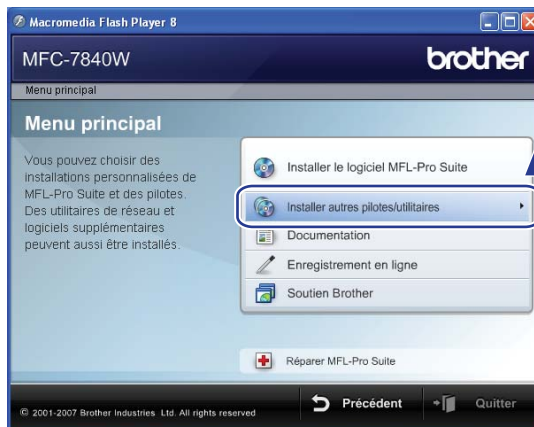 Macromedia Flash Player 8
MFC-7840W
brother
Menu principal
Menu principal
Vous pouvez choisir des
installations personnalisées de
MFL-Pro Suite et des pilotes.
Des utilitaires de réseau et
logiciels supplémentaires
peuvent aussi être installés.
Installer le logiciel MFL-Pro Suite
Installer autres pilotes/utilitaires
Documentation
Enregistrement en ligne
Soutien Brother
Réparer MFL-Pro Suite
© 2001-2007 Brother Industries Ltd. All rights reserved
Précédent
Quitter